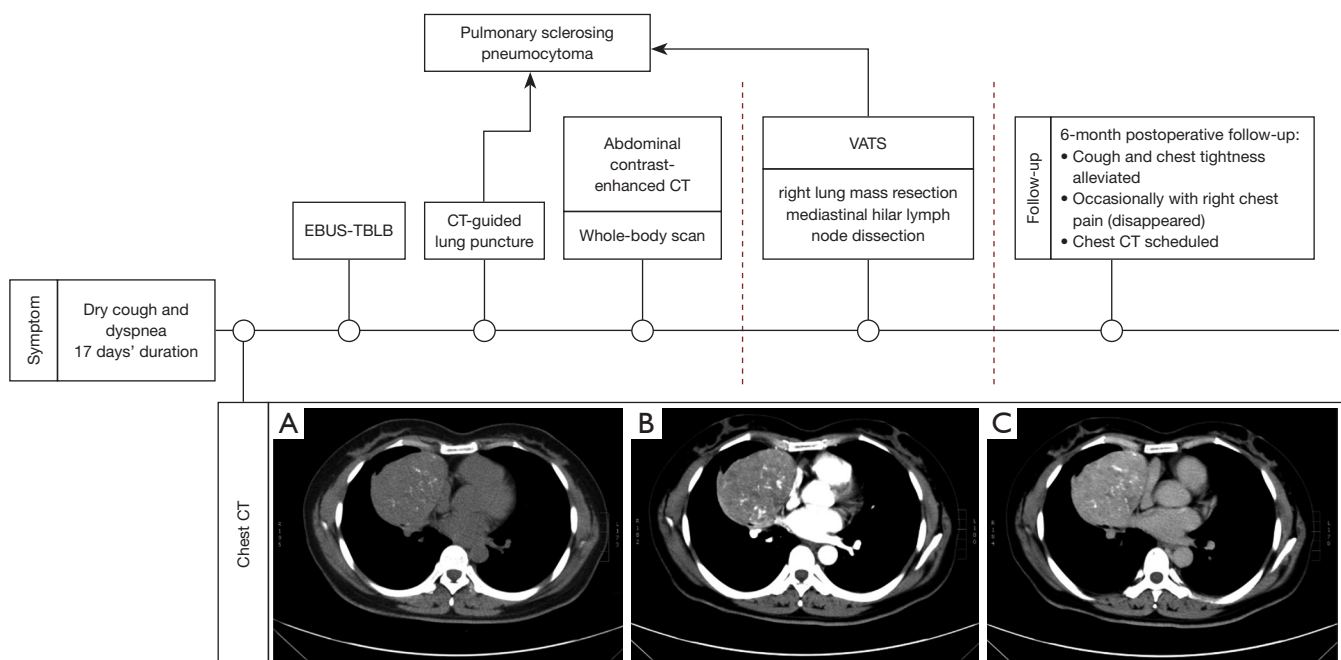 Pulmonary sclerosing
pneumocytoma
Abdominal
contrast-
enhanced CT
Whole-body scan
VATS
right lung mass resection
mediastinal hilar lymph
node dissection
Follow-up
6-month postoperative follow-up:
• Cough and chest tightness
alleviated
• Occasionally with right chest
pain (disappeared)
• Chest CT scheduled
EBUS-TBLB
CT-guided
lung puncture
Symptom
Dry cough and
dyspnea
17 days' duration
Chest CT
A
B
C